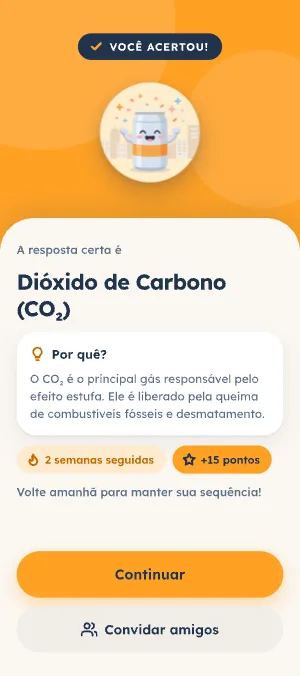 VOCÊ ACERTOU!
A resposta certa é
Dióxido de Carbono
(CO₂)
Por quê?
O CO₂ é o principal gás responsável pelo
efeito estufa. Ele é liberado pela queima
de combustíveis fósseis e desmatamento.
2 semanas seguidas
+15 pontos
Volte amanhã para manter sua sequência!
Continuar
Convidar amigos